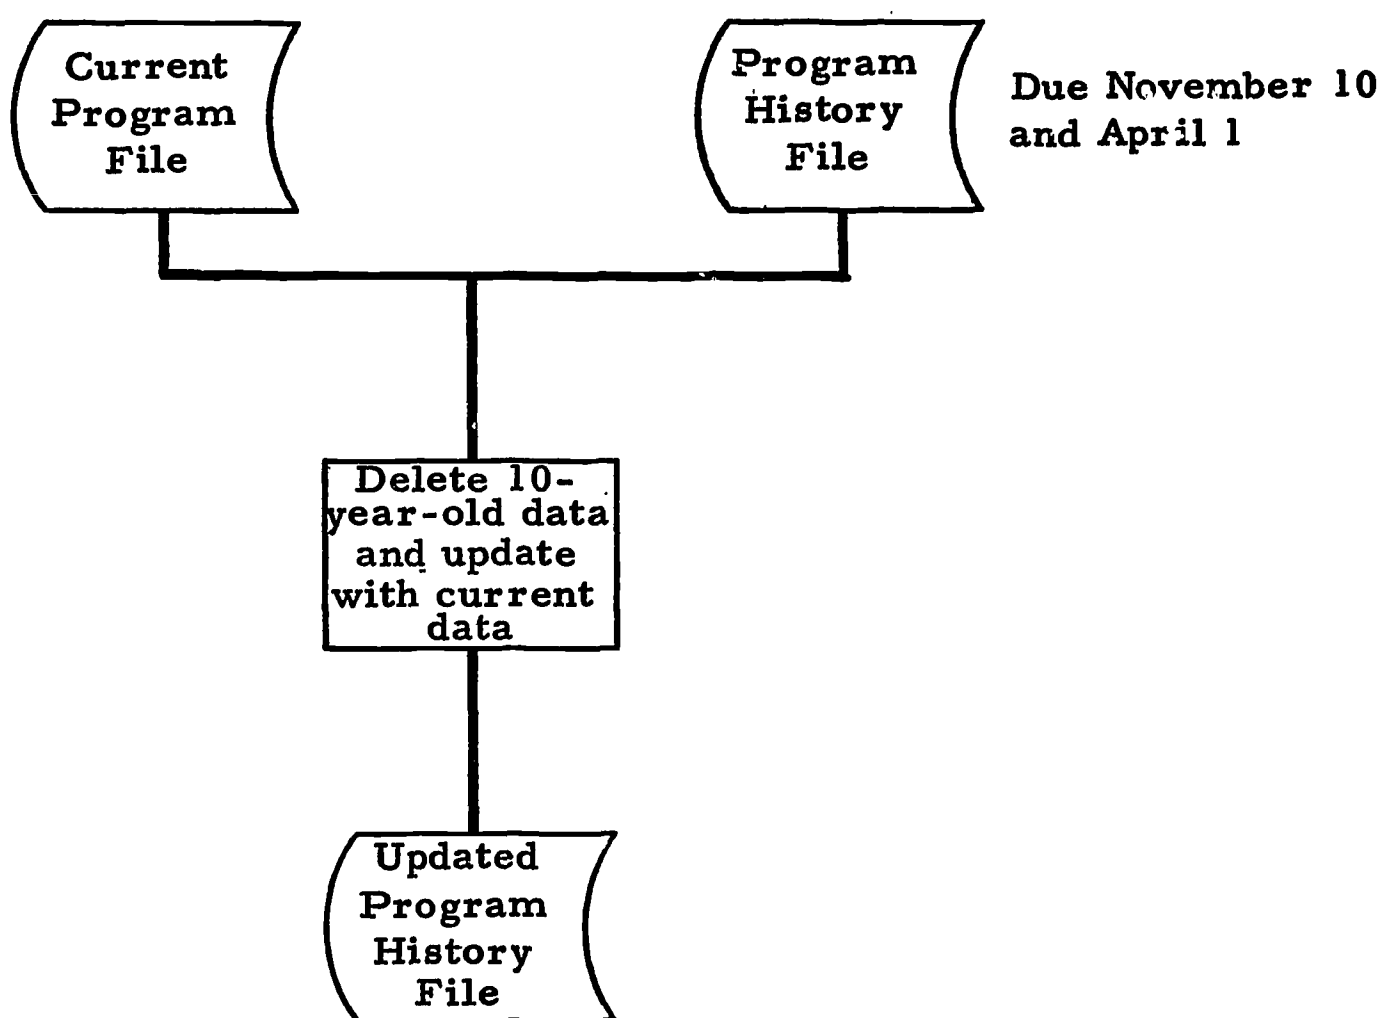 Current
Program
File
Program
History
File
Due November 10
and April 1
Delete 10-
year-old data
and update
with current
data
Updated
Program
History
File